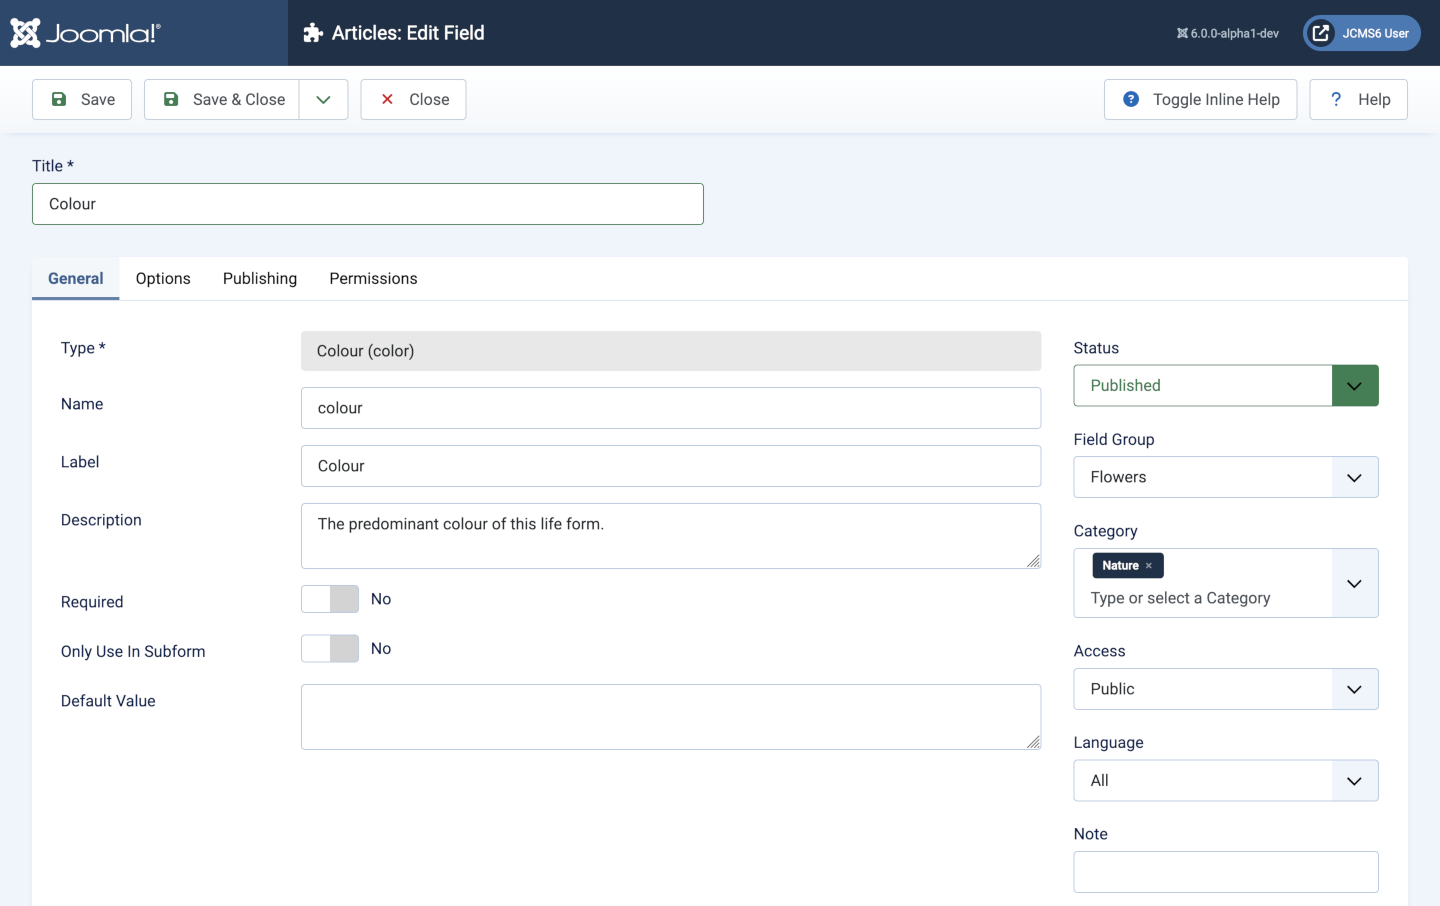 Joomla!®
Articles: Edit Field
6.0.0-alpha1-dev
JCMS6 User
Save
Save & Close
Close
Toggle Inline Help
? Help
Title *
Colour
General
Options
Publishing
Permissions
Type *
Colour (color)
Name
colour
Label
Colour
Description
The predominant colour of this life form.
Required
No
Only Use In Subform
No
Default Value
Status
Published
Field Group
Flowers
Category
Nature ×
Type or select a Category
Access
Public
Language
All
Note